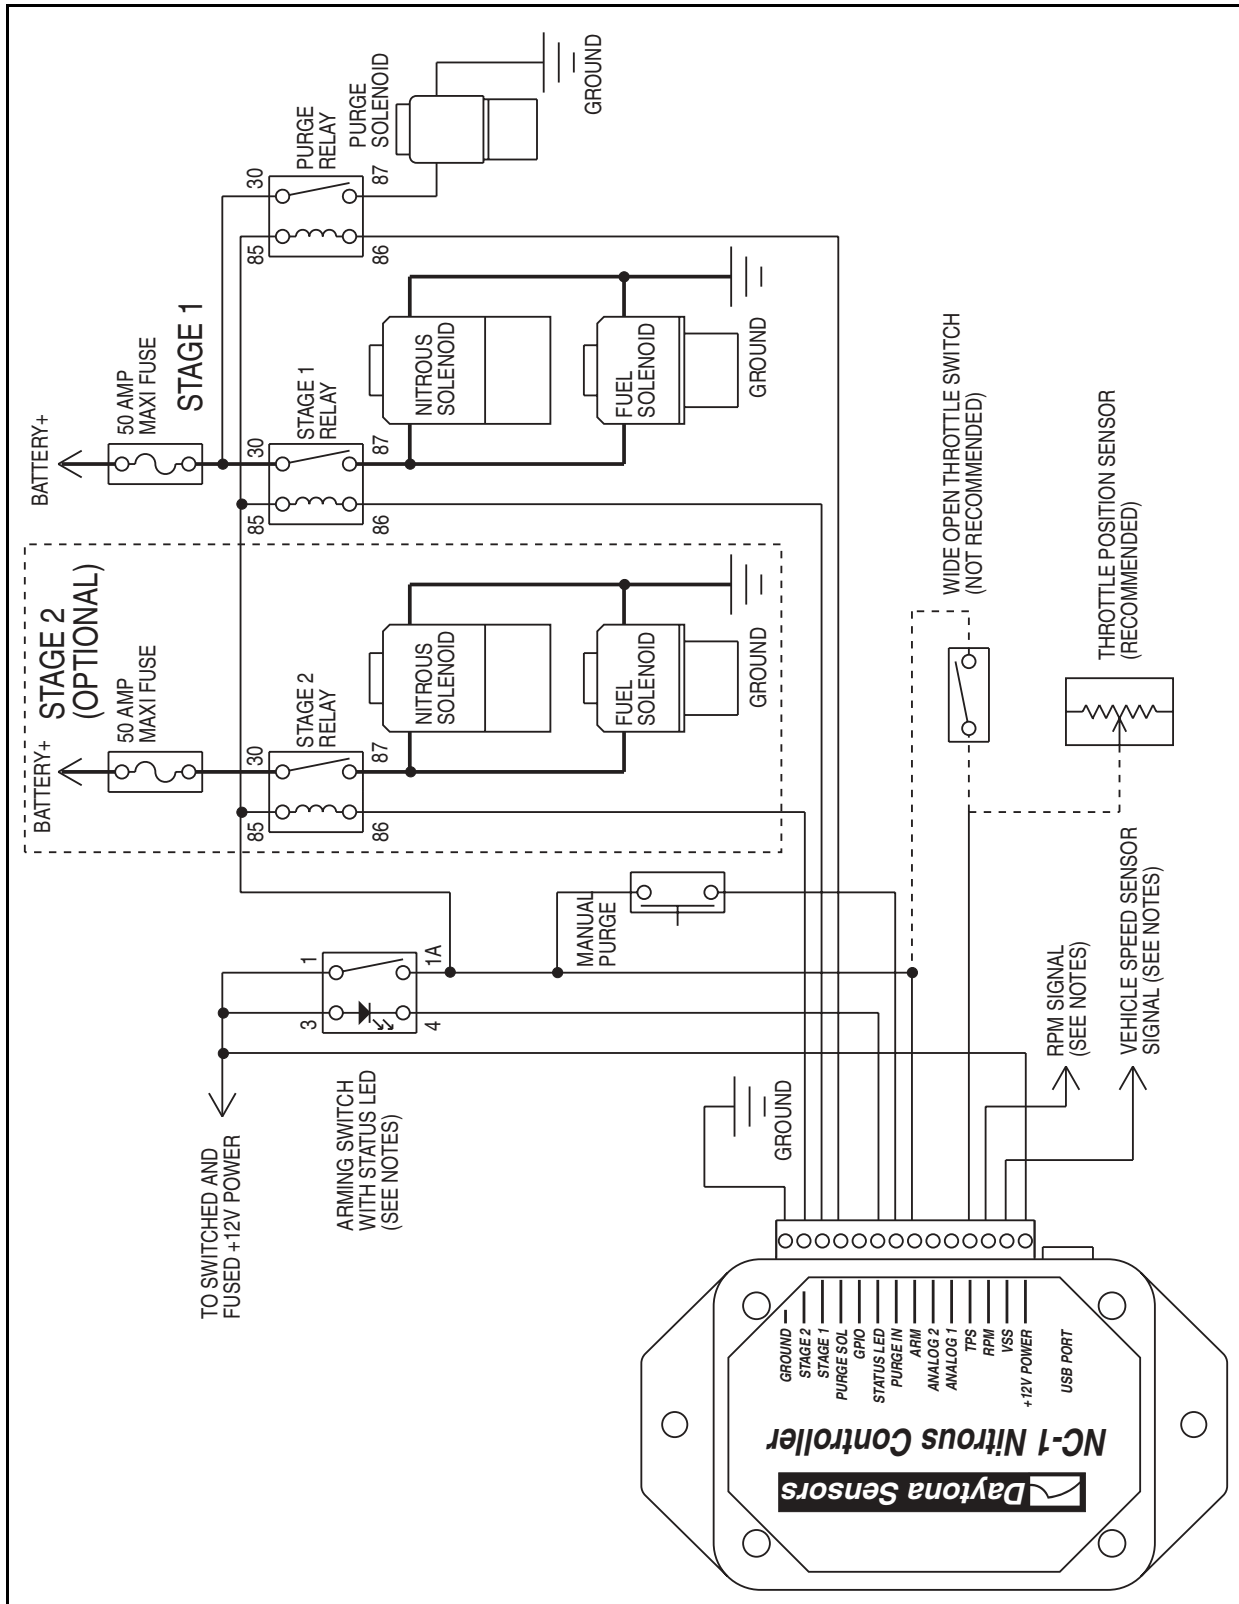 BATTERY+
50 AMP
MAXI FUSE
STAGE 2
(OPTIONAL)
30
85
STAGE 2
RELAY
87
86
NITROUS
SOLENOID
FUEL
SOLENOID
GROUND
BATTERY+
50 AMP
MAXI FUSE
STAGE 1
30
85
STAGE 1
RELAY
87
86
NITROUS
SOLENOID
FUEL
SOLENOID
GROUND
30
85
PURGE
RELAY
87
86
PURGE
SOLENOID
GROUND
TO SWITCHED AND
FUSED +12V POWER
1
3
1A
4
ARMING SWITCH
WITH STATUS LED
(SEE NOTES)
MANUAL
PURGE
GROUND
WIDE OPEN THROTTLE SWITCH
(NOT RECOMMENDED)
THROTTLE POSITION SENSOR
(RECOMMENDED)
RPM SIGNAL
(SEE NOTES)
VEHICLE SPEED SENSOR
SIGNAL (SEE NOTES)
GROUND
STAGE 2
STAGE 1
PURGE SOL
GPIO
STATUS LED
PURGE IN
ARM
ANALOG 2
ANALOG 1
TPS
RPM
VSS
+12V POWER
USB PORT
NC-1 Nitrous Controller
Daytona Sensors